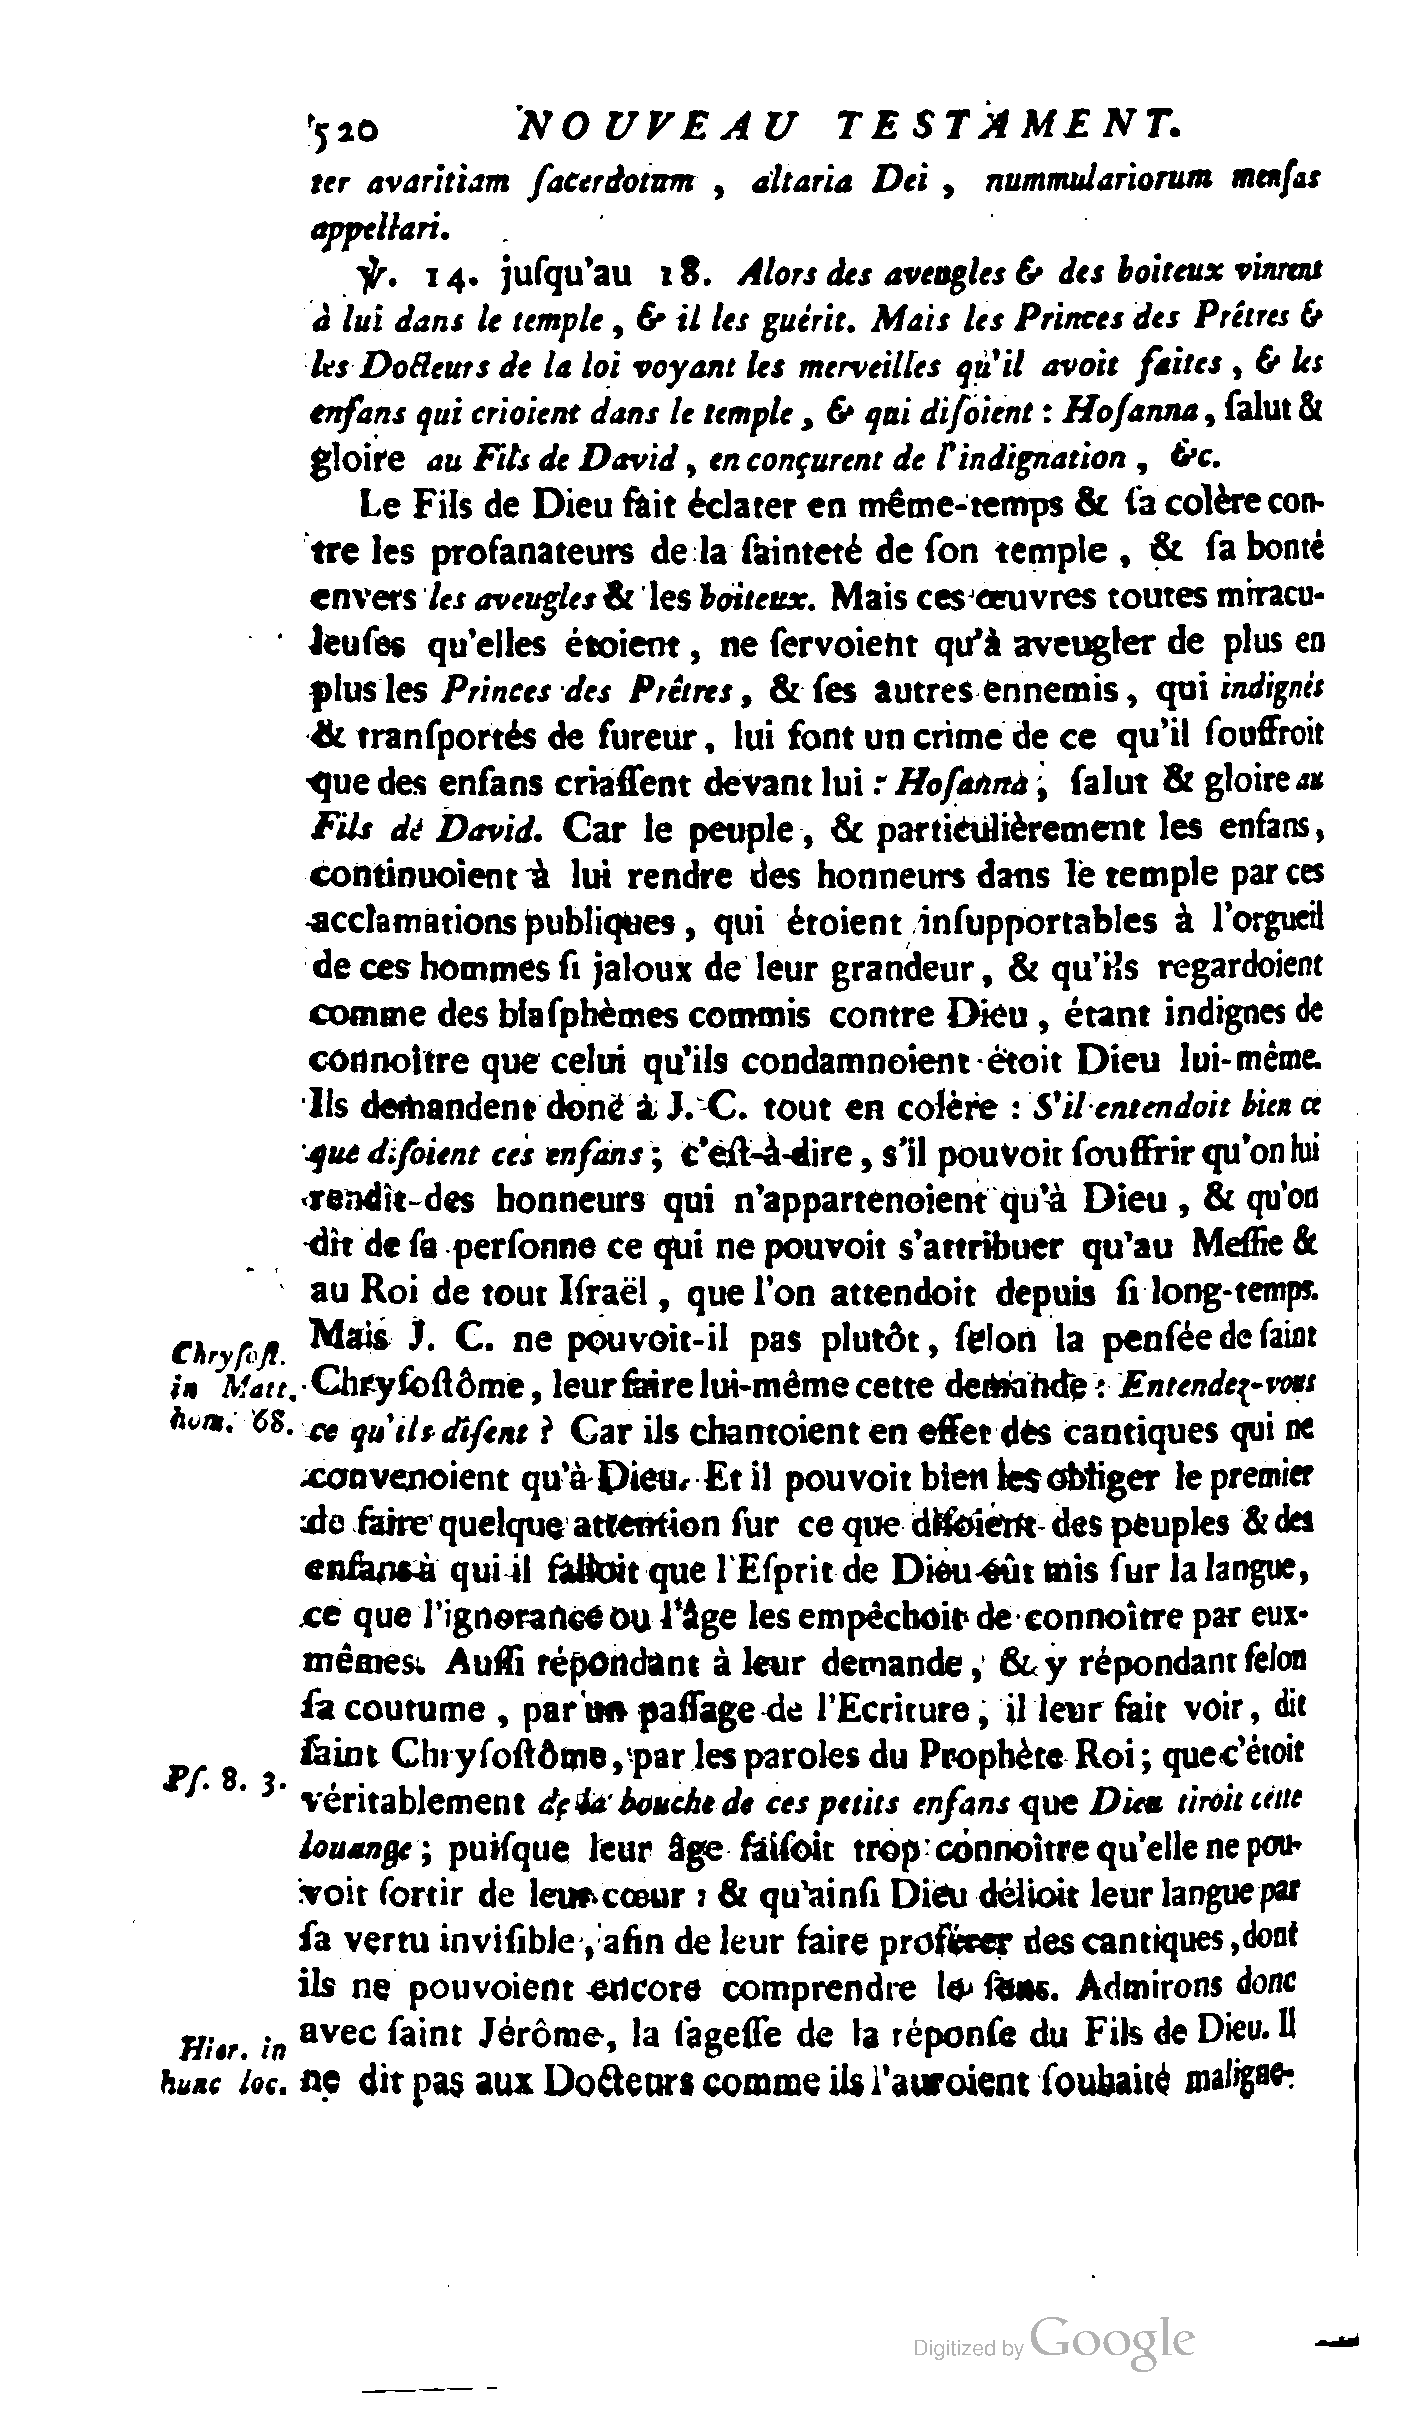 520 NOUVEAU TESTAMENT.
ter avaritiam ſacerdotum , altaria Dei , nummulariorum menſas
appellari.
℣. 14. juſqu'au 18. Alors des aveugles & des boiteux vinrent
à lui dans le temple , & il les guérit. Mais les Princes des Prêtres &
les Docteurs de la loi voyant les merveilles qu'il avoit faites , & les
enfans qui crioient dans le temple , & qui diſoient : Hoſanna, ſalut &
gloire au Fils de David , en conçurent de l'indignation , &c.
Le Fils de Dieu fait éclater en même-temps & ſa colère con-
tre les profanateurs de la ſainteté de ſon temple , & ſa bonté
envers les aveugles & les boiteux. Mais ces œuvres toutes miracu-
leuſes qu'elles étoient , ne ſervoient qu'à aveugler de plus en
plus les Princes des Prêtres, & ſes autres ennemis, qui indignés
& tranſportés de fureur, lui font un crime de ce qu'il ſouffroit
que des enfans criaſſent devant lui : Hoſanna ; ſalut & gloire au
Fils de David. Car le peuple, & particulièrement les enfans,
continuoient à lui rendre des honneurs dans le temple par ces
acclamations publiques, qui étoient inſupportables à l'orgueil
de ces hommes ſi jaloux de leur grandeur, & qu'ils regardoient
comme des blaſphèmes commis contre Dieu , étant indignes de
connoître que celui qu'ils condamnoient étoit Dieu lui-même.
Ils demandent donc à J. C. tout en colère : S'il entendoit bien ce
que diſoient ces enfans ; c'eſt-à-dire, s'il pouvoit ſouffrir qu'on lui
rendît des honneurs qui n'appartenoient qu'à Dieu , & qu'on
dît de ſa perſonne ce qui ne pouvoit s'attribuer qu'au Meſſie &
au Roi de tout Iſraël , que l'on attendoit depuis ſi long-temps.
Mais J. C. ne pouvoit-il pas plutôt, ſelon la penſée de ſaint
Chryſoſt.
in Matt.
hom. 68.
Chryſoſtôme, leur faire lui-même cette demande : Entendez-vous
ce qu'ils diſent ? Car ils chantoient en effet des cantiques qui ne
convenoient qu'à Dieu. Et il pouvoit bien les obliger le premier
de faire quelque attention ſur ce que diſoient des peuples & des
enfans à qui il falloit que l'Eſprit de Dieu eût mis ſur la langue,
ce que l'ignorance ou l'âge les empêchoit de connoître par eux-
mêmes. Auſſi répondant à leur demande, & y répondant ſelon
ſa coutume , par un paſſage de l'Ecriture, il leur fait voir, dit
ſaint Chryſoſtôme, par les paroles du Prophète Roi ; que c'étoit
Pſ. 8. 3.
véritablement de la bouche de ces petits enfans que Dieu tiroit cette
louange ; puiſque leur âge faiſoit trop connoître qu'elle ne pou-
voit ſortir de leur cœur ; & qu'ainſi Dieu délioit leur langue par
ſa vertu inviſible, afin de leur faire proférer des cantiques, dont
ils ne pouvoient encore comprendre le ſens. Admirons donc
avec ſaint Jérôme, la ſageſſe de la réponſe du Fils de Dieu. Il
Hier. in
hunc loc.
ne dit pas aux Docteurs comme ils l'auroient ſouhaité maligne-
Digitized by Google